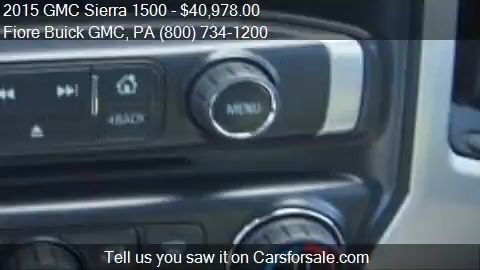 2015 GMC Sierra 1500 - $40,978.00
Fiore Buick GMC, PA (800) 734-1200
MENU
BACK
Tell us you saw it on Carsforsale.com